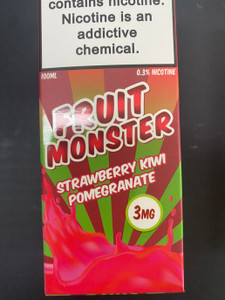 contains nicotine.
Nicotine is an
addictive
chemical.
100ML 0.3% NICOTINE
FRUIT
MONSTER
STRAWBERRY KIWI
POMEGRANATE
3MG